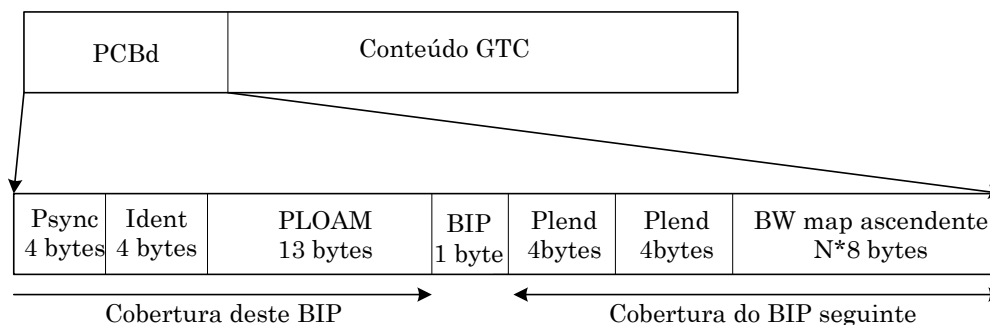 PCBd
Conteúdo GTC
Psync
4 bytes
Ident
4 bytes
PLOAM
13 bytes
BIP
1 byte
Plend
4bytes
Plend
4bytes
BW map ascendente
N*8 bytes
Cobertura deste BIP
Cobertura do BIP seguinte